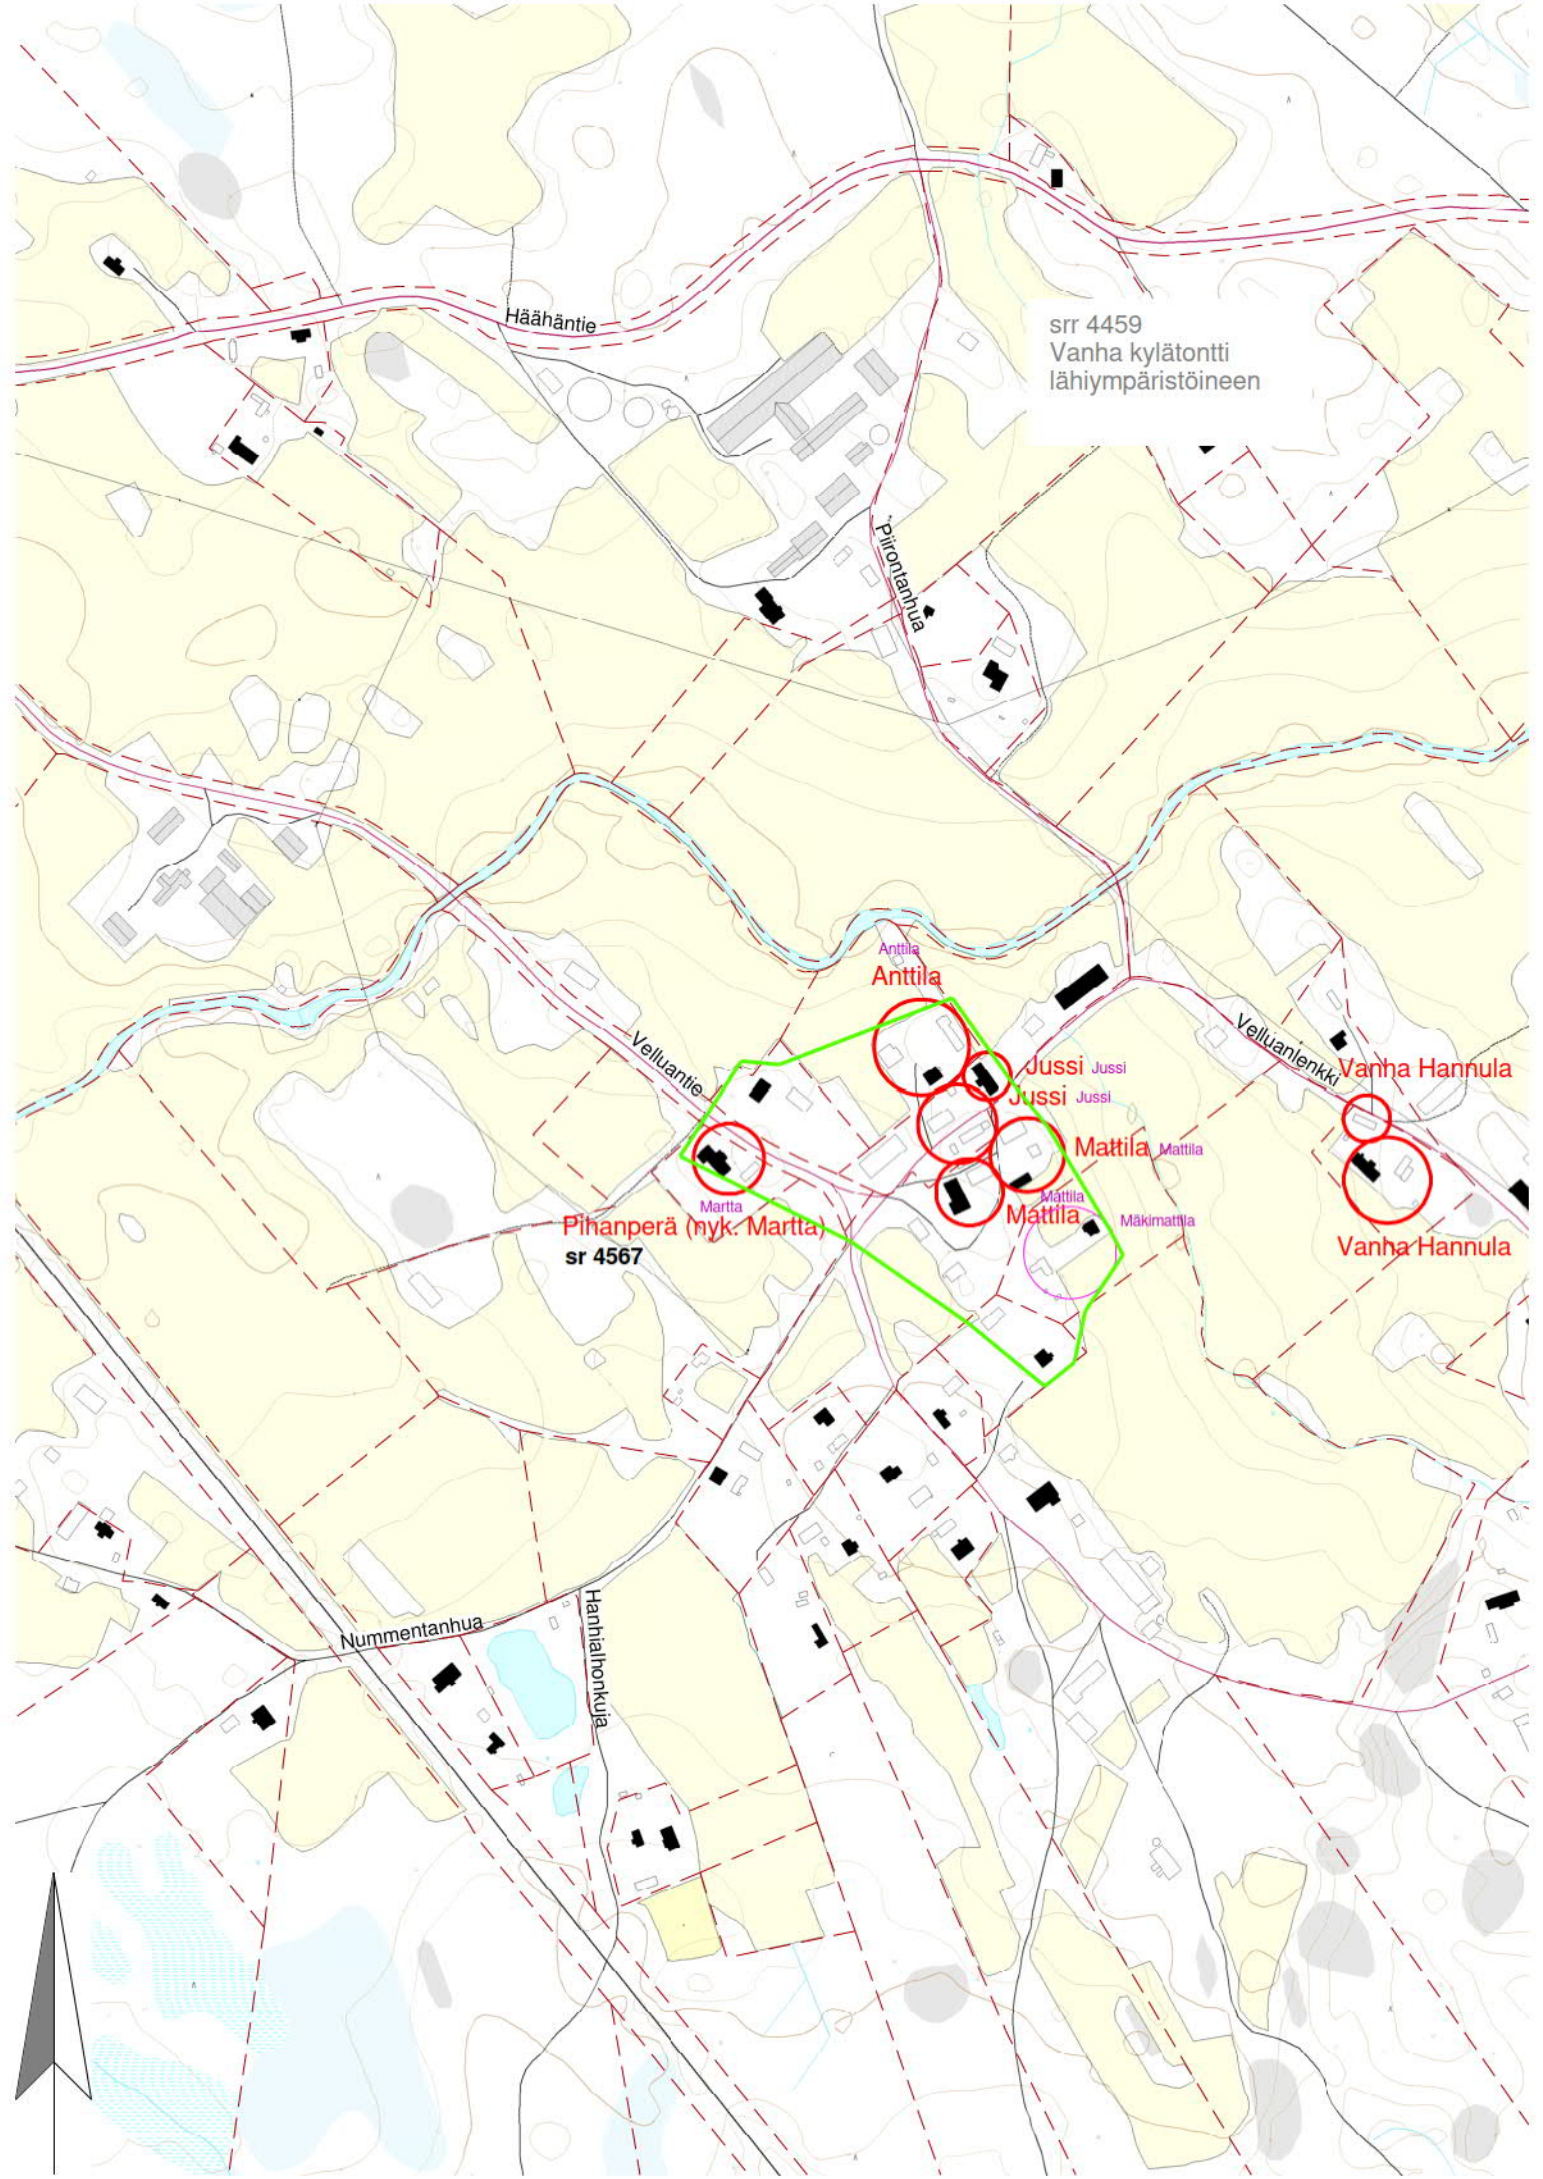 Häähäntie
srr 4459
Vanha kylätontti
lähiympäristöineen
Piirontanhua
Anttila
Anttila
Velluantie
Velluanlenkki
Jussi Jussi
Jussi Jussi
Vanha Hannula
Mattila Mattila
Mattila
Mattila
Mäkimattila
Martta
Pihanperä (nyk. Martta)
sr 4567
Vanha Hannula
Nummentanhua
Hanhialhonkuja